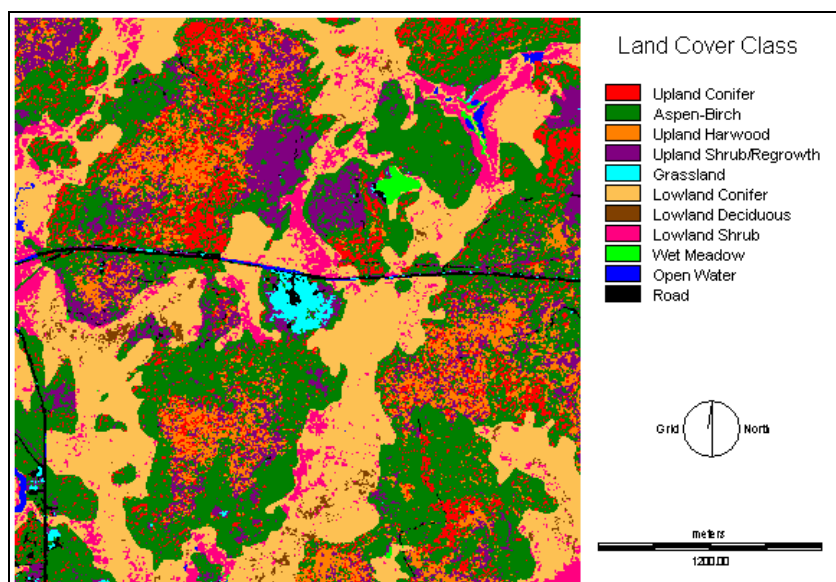 Land Cover Class
Upland Conifer
Aspen-Birch
Upland Harwood
Upland Shrub/Regrowth
Grassland
Lowland Conifer
Lowland Deciduous
Lowland Shrub
Wet Meadow
Open Water
Road
Grid North
meters
1200.00